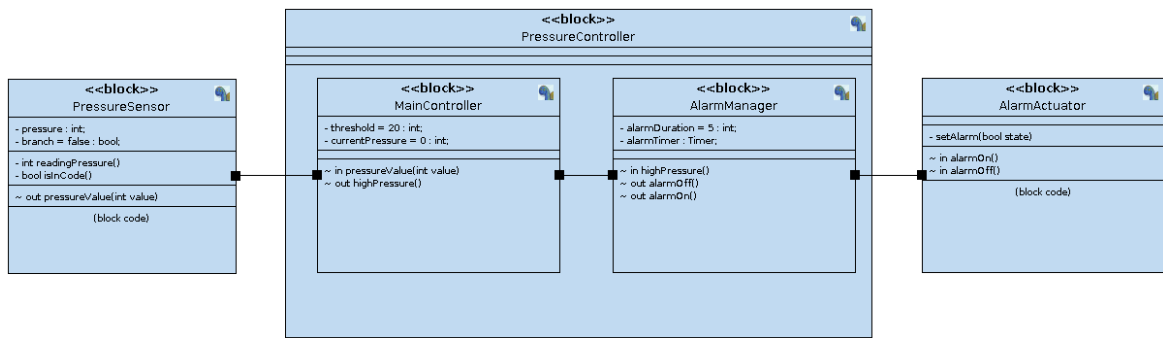 <<block>>
PressureController
<<block>>
PressureSensor
- pressure : int;
- branch = false : bool;
- int readingPressure()
- bool isInCode()
~ out pressureValue(int value)
(block code)
<<block>>
MainController
- threshold = 20 : int;
- currentPressure = 0 : int;
~ in pressureValue(int value)
~ out highPressure()
<<block>>
AlarmManager
- alarmDuration = 5 : int;
- alarmTimer : Timer;
~ in highPressure()
~ out alarmOff()
~ out alarmOn()
<<block>>
AlarmActuator
- setAlarm(bool state)
~ in alarmOn()
~ in alarmOff()
(block code)